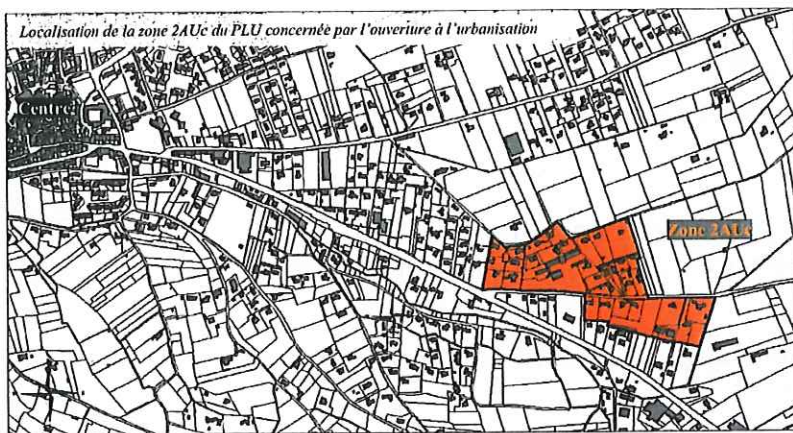 Localisation de la zone 2AUc du PLU concernée par l'ouverture à l'urbanisation
Centre
Zone 2AUc